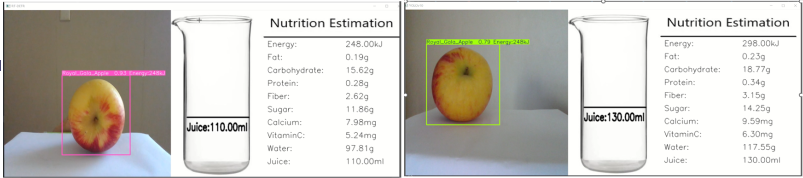 Nutrition Estimation
Royal_Gala_Apple 0.93 Energy:248kJ
Juice:110.00ml
Energy: 248.00kJ
Fat: 0.19g
Carbohydrate: 15.62g
Protein: 0.28g
Fiber: 2.62g
Sugar: 11.86g
Calcium: 7.98mg
VitaminC: 5.24mg
Water: 97.81g
Juice: 110.00ml
Nutrition Estimation
Royal_Gala_Apple 0.79 Energy:248kJ
Juice:130.00ml
Energy: 298.00kJ
Fat: 0.23g
Carbohydrate: 18.77g
Protein: 0.34g
Fiber: 3.15g
Sugar: 14.25g
Calcium: 9.59mg
VitaminC: 6.30mg
Water: 117.55g
Juice: 130.00ml